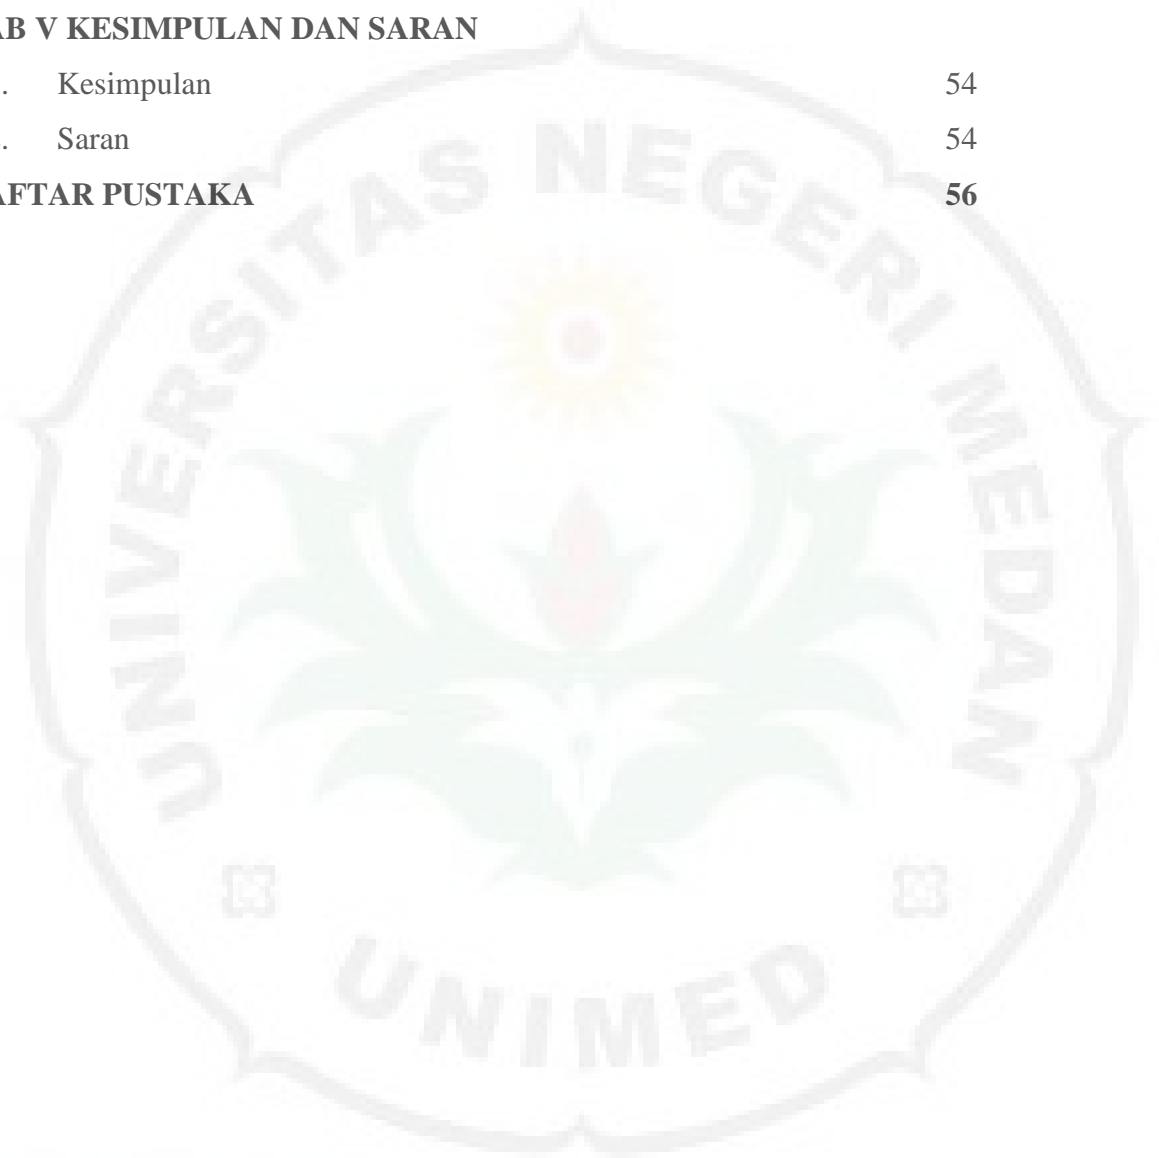 AB V KESIMPULAN DAN SARAN
. Kesimpulan 54
. Saran 54
AFTAR PUSTAKA 56
UNIVERSITAS NEGERI MEDAN
UNIMED